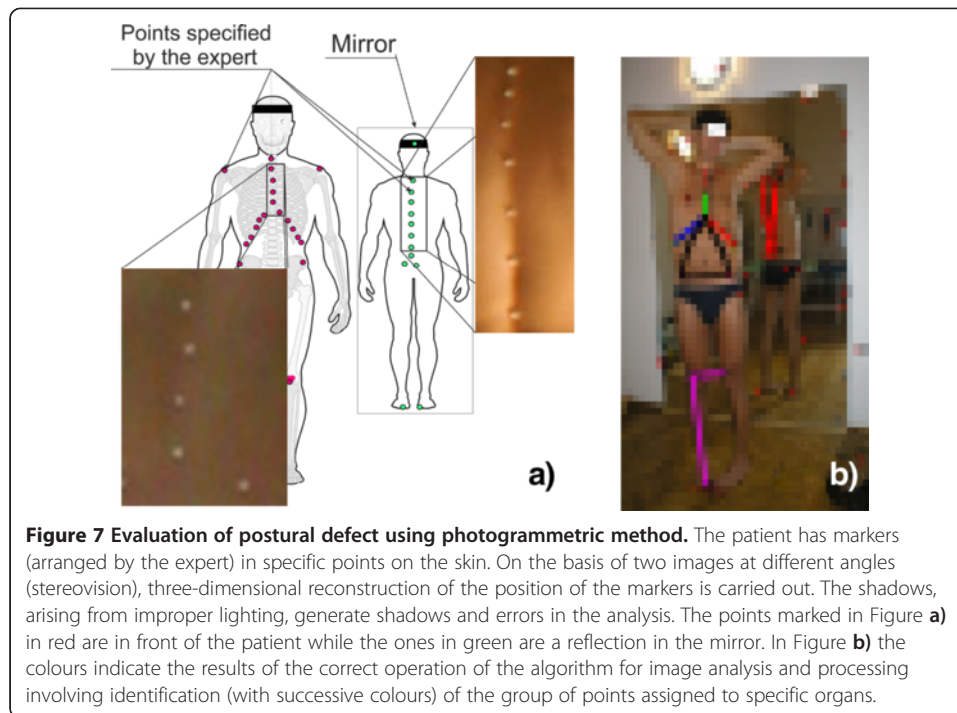 Points specified
by the expert
Mirror
a)
b)
Figure 7 Evaluation of postural defect using photogrammetric method. The patient has markers
(arranged by the expert) in specific points on the skin. On the basis of two images at different angles
(stereovision), three-dimensional reconstruction of the position of the markers is carried out. The shadows,
arising from improper lighting, generate shadows and errors in the analysis. The points marked in Figure a)
in red are in front of the patient while the ones in green are a reflection in the mirror. In Figure b) the
colours indicate the results of the correct operation of the algorithm for image analysis and processing
involving identification (with successive colours) of the group of points assigned to specific organs.